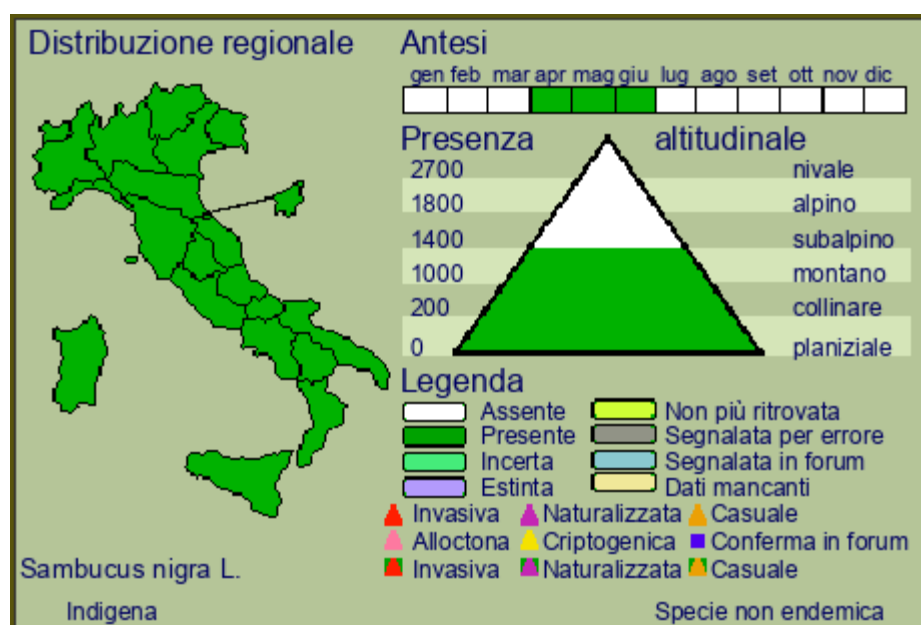 Distribuzione regionale
Antesi
gen feb mar apr mag giu lug ago set ott nov dic
Presenza altitudinale
2700 nivale
1800 alpino
1400 subalpino
1000 montano
200 collinare
0 planiziale
Legenda
Assente Non più ritrovata
Presente Segnalata per errore
Incerta Segnalata in forum
Estinta Dati mancanti
Invasiva Naturalizzata Casuale
Alloctona Criptogenica Conferma in forum
Invasiva Naturalizzata Casuale
Sambucus nigra L.
Indigena
Specie non endemica